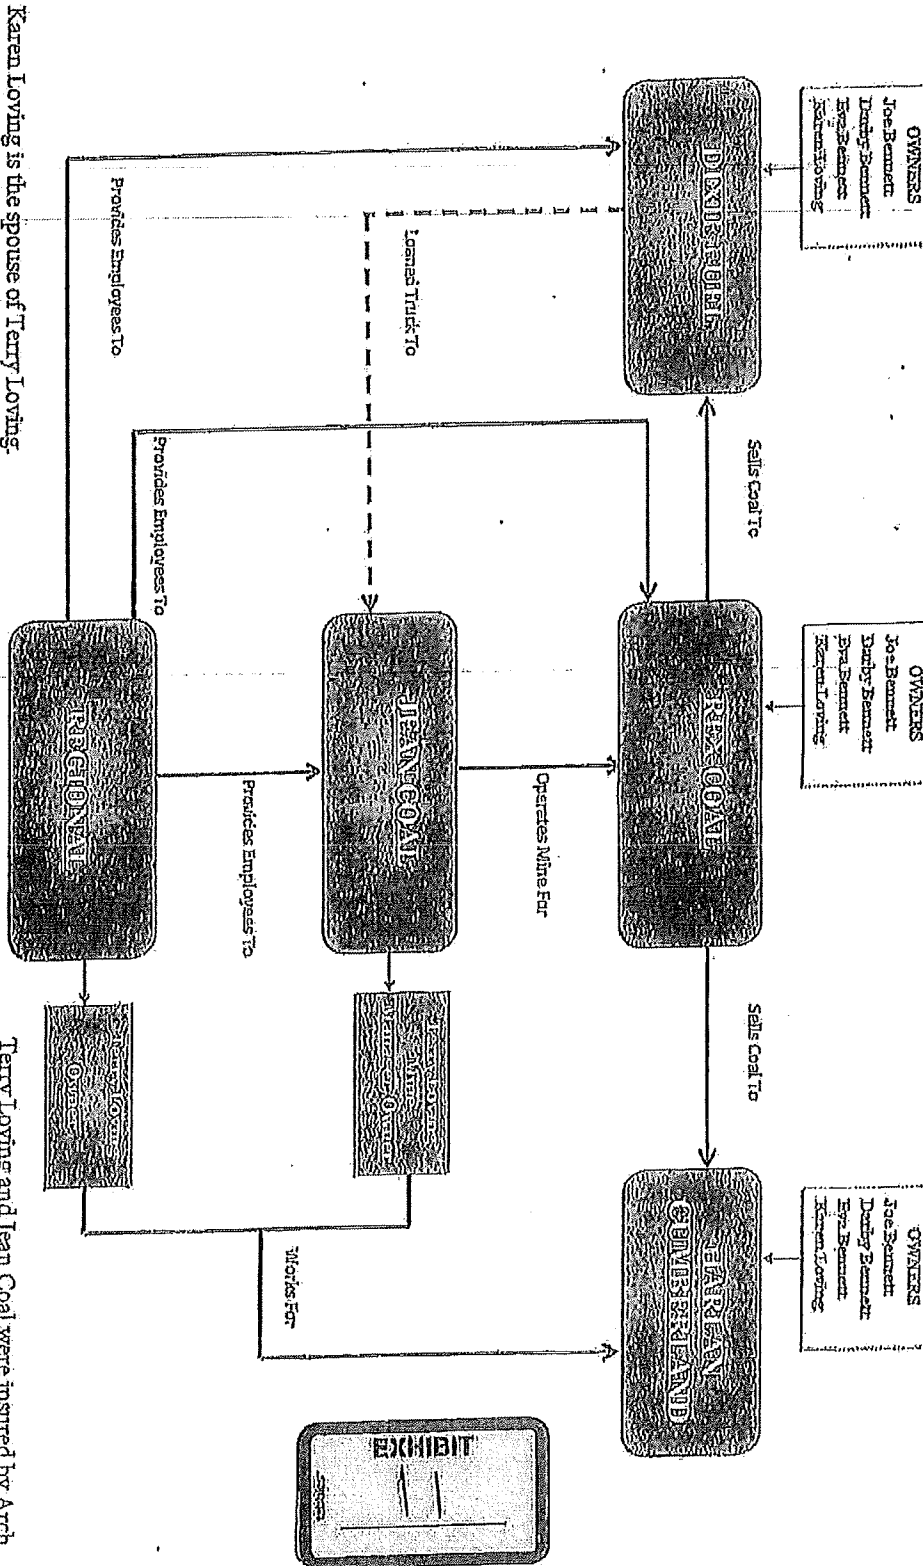 OWNERS
Joe Bennett
Darby Bennett
Eva Bennett
Karen Loving
OWNERS
Joe Bennett
Darby Bennett
Eva Bennett
Karen Loving
OWNERS
Joe Bennett
Darby Bennett
Eva Bennett
Karen Loving
DIXIE FUEL
Sells Coal To
REX COAL
Sells Coal To
HARLAN
CUMBERLAND
Loaned Truck To
Operates Mine For
Provides Employees To
Provides Employees To
JEAN COAL
Owner
Works For
Provides Employees To
REGIONAL
Owner
EXHIBIT
Karen Loving is the spouse of Terry Loving.
Terry Loving and Jean Coal were insured by Arch